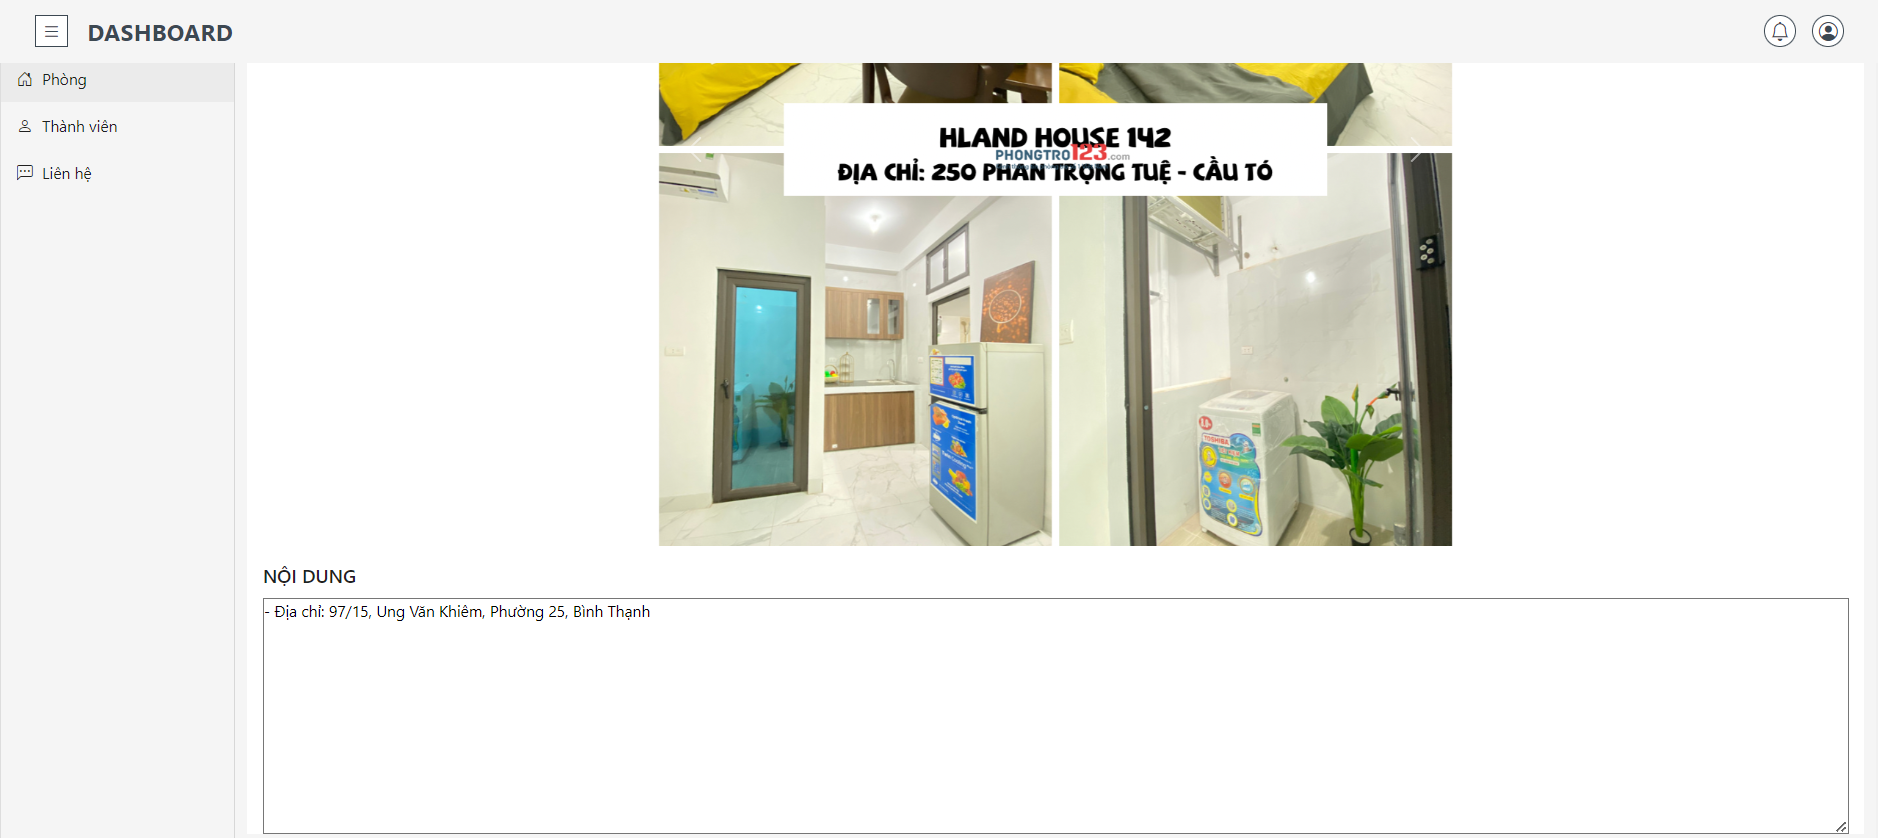 DASHBOARD
Phòng
Thành viên
Liên hệ
HLAND HOUSE 142
PHONGTRO123.com
ĐỊA CHỈ: 250 PHAN TRỌNG TUỆ - CẦU TÓ
TOSHIBA
NỘI DUNG
- Địa chỉ: 97/15, Ung Văn Khiêm, Phường 25, Bình Thạnh